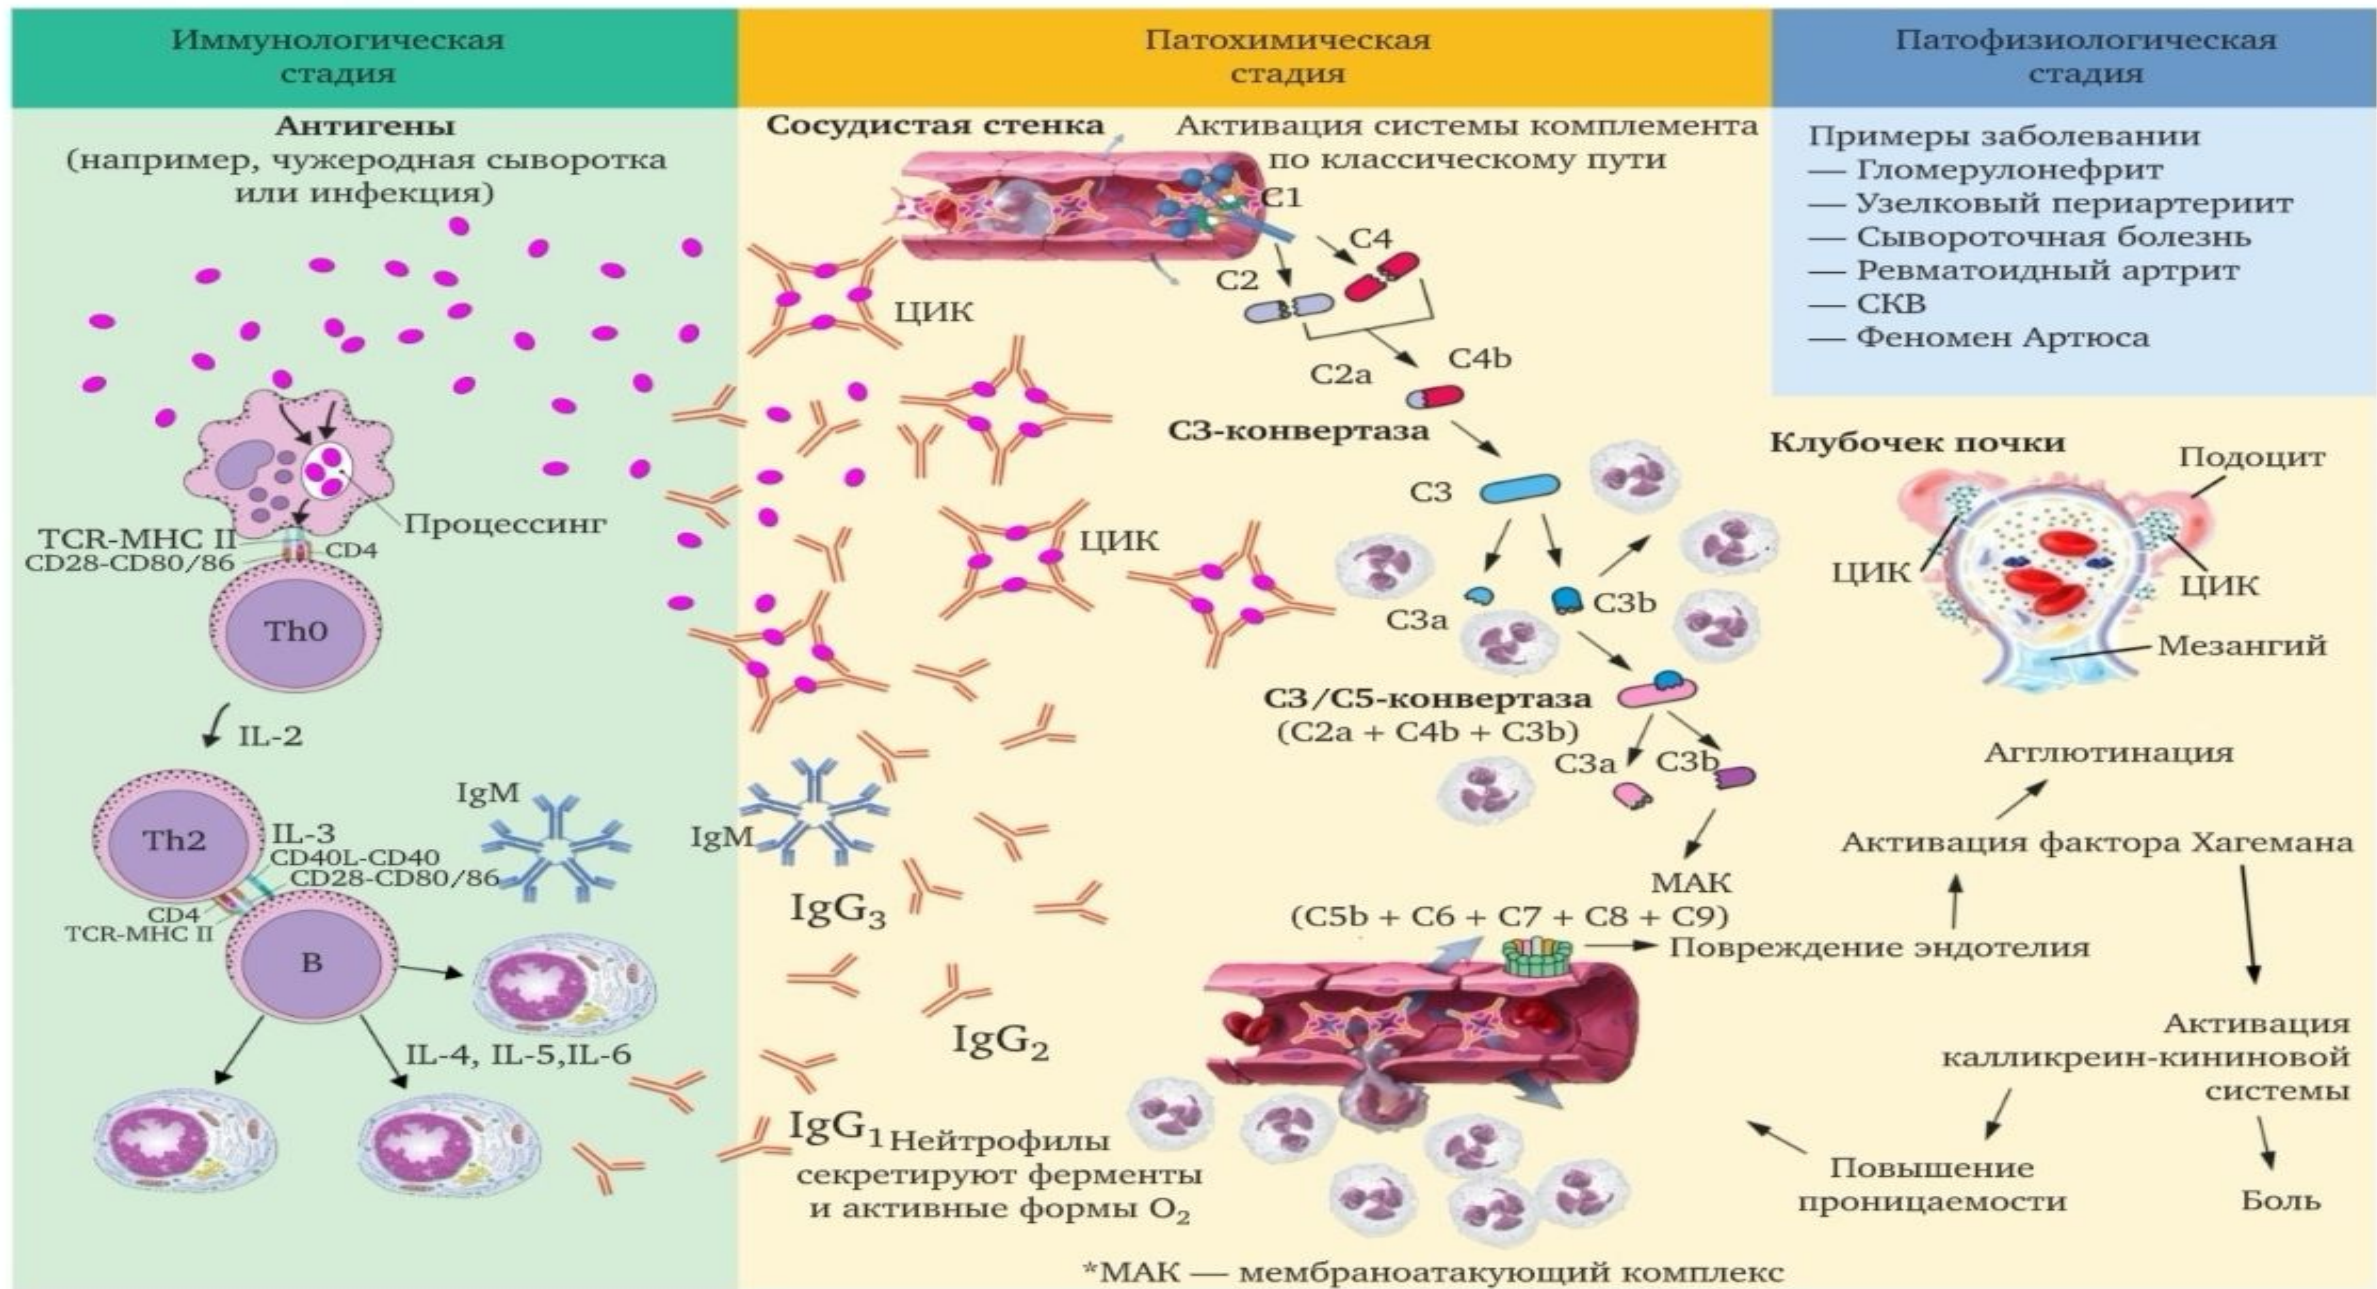 Иммунологическая
стадия
Патохимическая
стадия
Патофизиологическая
стадия
Антигены
(например, чужеродная сыворотка
или инфекция)
Процессинг
TCR-MHC II
CD28-CD80/86
CD4
Th0
IL-2
Th2
IL-3
CD40L-CD40
CD28-CD80/86
CD4
TCR-MHC II
B
IgM
IL-4, IL-5,IL-6
Сосудистая стенка
Активация системы комплемента
по классическому пути
C1
C4
C2
ЦИК
C4b
C2a
С3-конвертаза
C3
ЦИК
C3a
C3b
С3/С5-конвертаза
(C2a + C4b + C3b)
C3a
C3b
IgM
МАК
(C5b + C6 + C7 + C8 + C9)
IgG3
IgG2
IgG1
Нейтрофилы
секретируют ферменты
и активные формы O2
*МАК — мембраноатакующий комплекс
Примеры заболевании
— Гломерулонефрит
— Узелковый периартериит
— Сывороточная болезнь
— Ревматоидный артрит
— СКВ
— Феномен Артюса
Клубочек почки
Подоцит
ЦИК
ЦИК
Мезангий
Агглютинация
Активация фактора Хагемана
Повреждение эндотелия
Активация
калликреин-кининовой
системы
Повышение
проницаемости
Боль